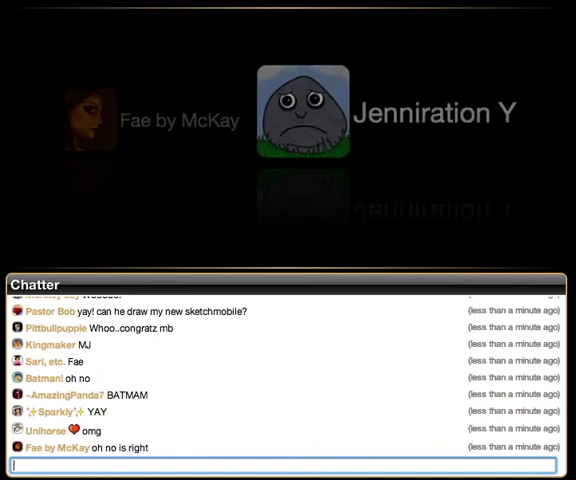 Fae by McKay
Jenniration Y
Chatter
Pastor Bob yay! can he draw my new sketchmobile? (less than a minute ago)
Pittbullpuppie Whoo..congratz mb (less than a minute ago)
Kingmaker MJ (less than a minute ago)
Sari, etc. Fae (less than a minute ago)
Batman! oh no (less than a minute ago)
~AmazingPanda7 BATMAM (less than a minute ago)
°✨Sparkly°✨ YAY (less than a minute ago)
Unihorse ❤ omg (less than a minute ago)
Fae by McKay oh no is right (less than a minute ago)